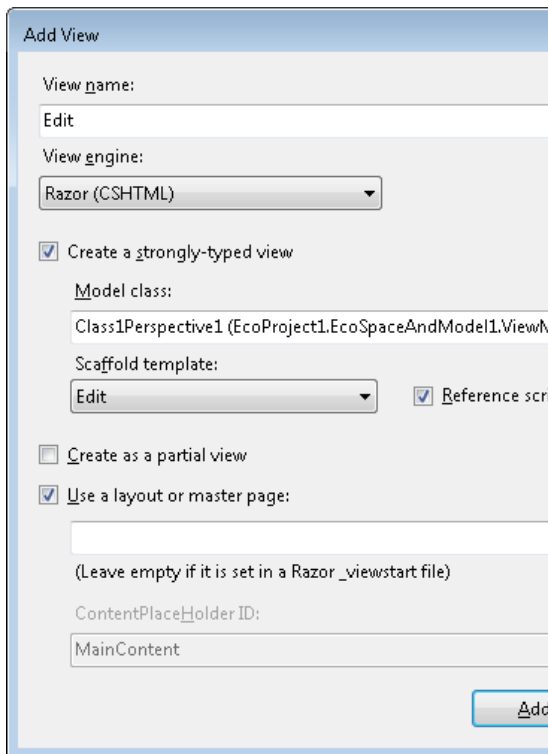 Add View
View name:
Edit
View engine:
Razor (CSHTML)
Create a strongly-typed view
Model class:
Class1Perspective1 (EcoProject1.EcoSpaceAndModel1.ViewM
Scaffold template:
Edit
Reference scri
Create as a partial view
Use a layout or master page:
(Leave empty if it is set in a Razor _viewstart file)
ContentPlaceHolder ID:
MainContent
Add